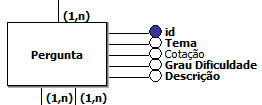 (1,n)
id
Tema
Pergunta
Cotação
Grau Dificuldade
Descrição
(1,n) (1,n)